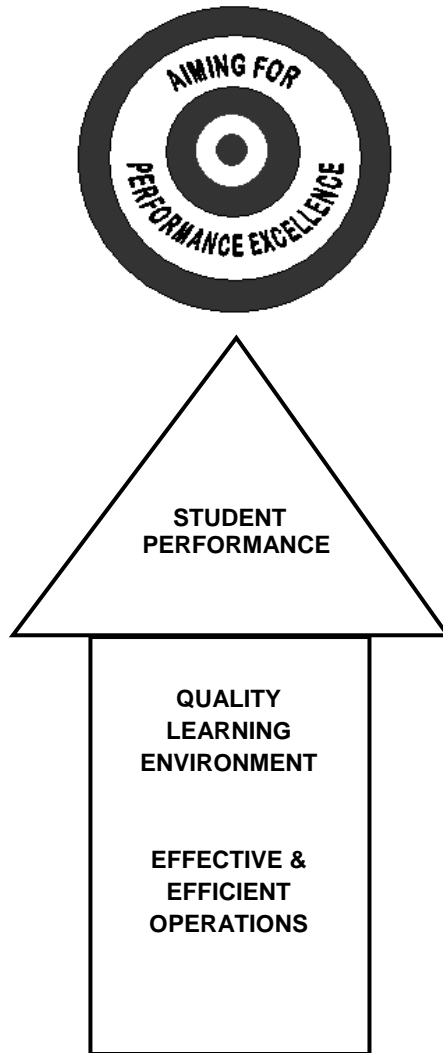 AIMING FOR
PERFORMANCE EXCELLENCE
STUDENT
PERFORMANCE
QUALITY
LEARNING
ENVIRONMENT
EFFECTIVE &
EFFICIENT
OPERATIONS